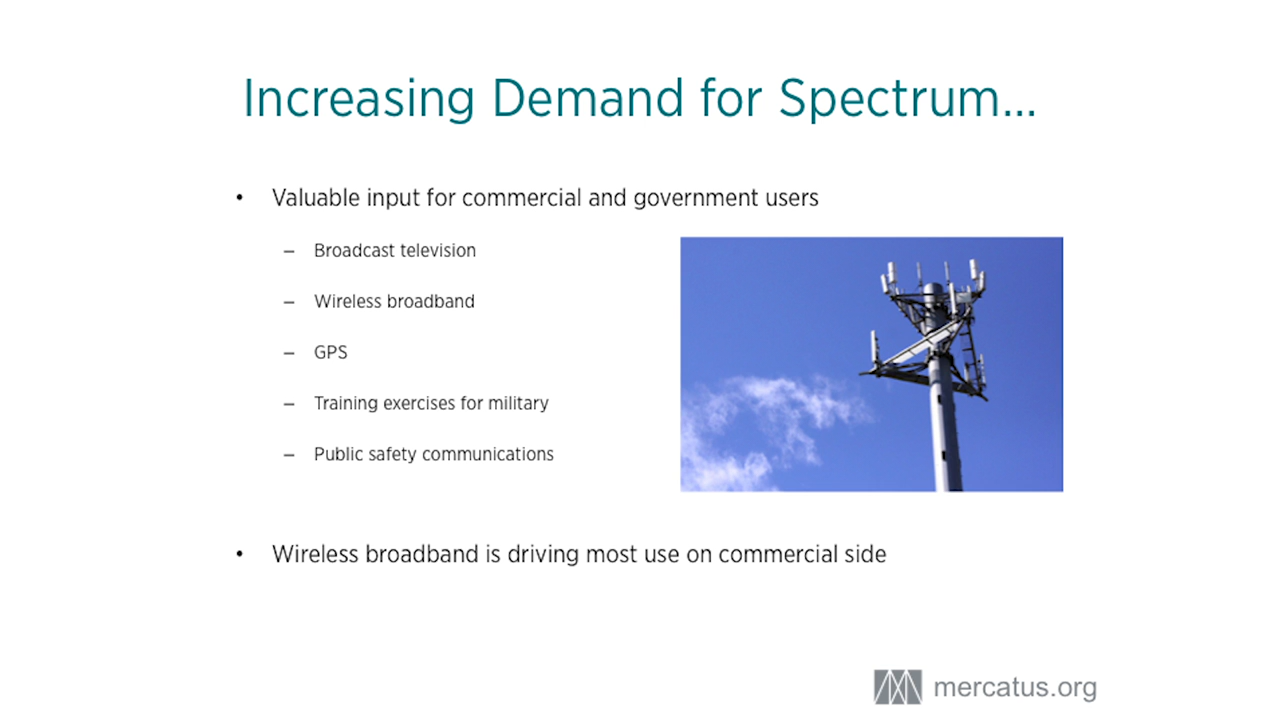 Increasing Demand for Spectrum...
• Valuable input for commercial and government users
– Broadcast television
– Wireless broadband
– GPS
– Training exercises for military
– Public safety communications
• Wireless broadband is driving most use on commercial side
mercatus.org